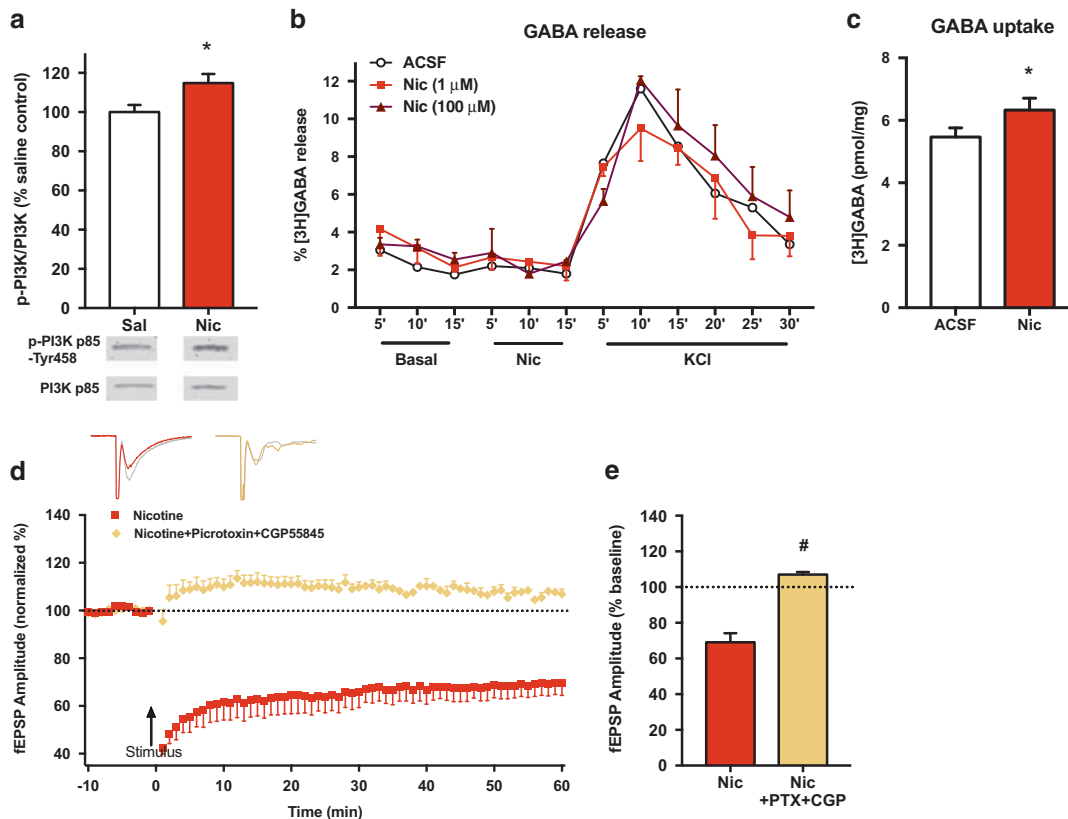 a
*
p-PI3K/PI3K (% saline control)
120
100
80
60
40
20
0
Sal
Nic
p-PI3K p85
-Tyr458
PI3K p85
b
GABA release
ACSF
Nic (1 μM)
Nic (100 μM)
% [3H]GABA release
12
10
8
6
4
2
0
5' 10' 15' 5' 10' 15' 5' 10' 15' 20' 25' 30'
Basal
Nic
KCl
c
GABA uptake
*
[3H]GABA (pmol/mg)
8
6
4
2
0
ACSF
Nic
d
Nicotine
Nicotine+Picrotoxin+CGP55845
fEPSP Amplitude (normalized %)
140
120
100
80
60
40
Stimulus
-10 0 10 20 30 40 50 60
Time (min)
e
#
fEPSP Amplitude (% baseline)
140
120
100
80
60
40
20
0
Nic
Nic
+PTX+CGP